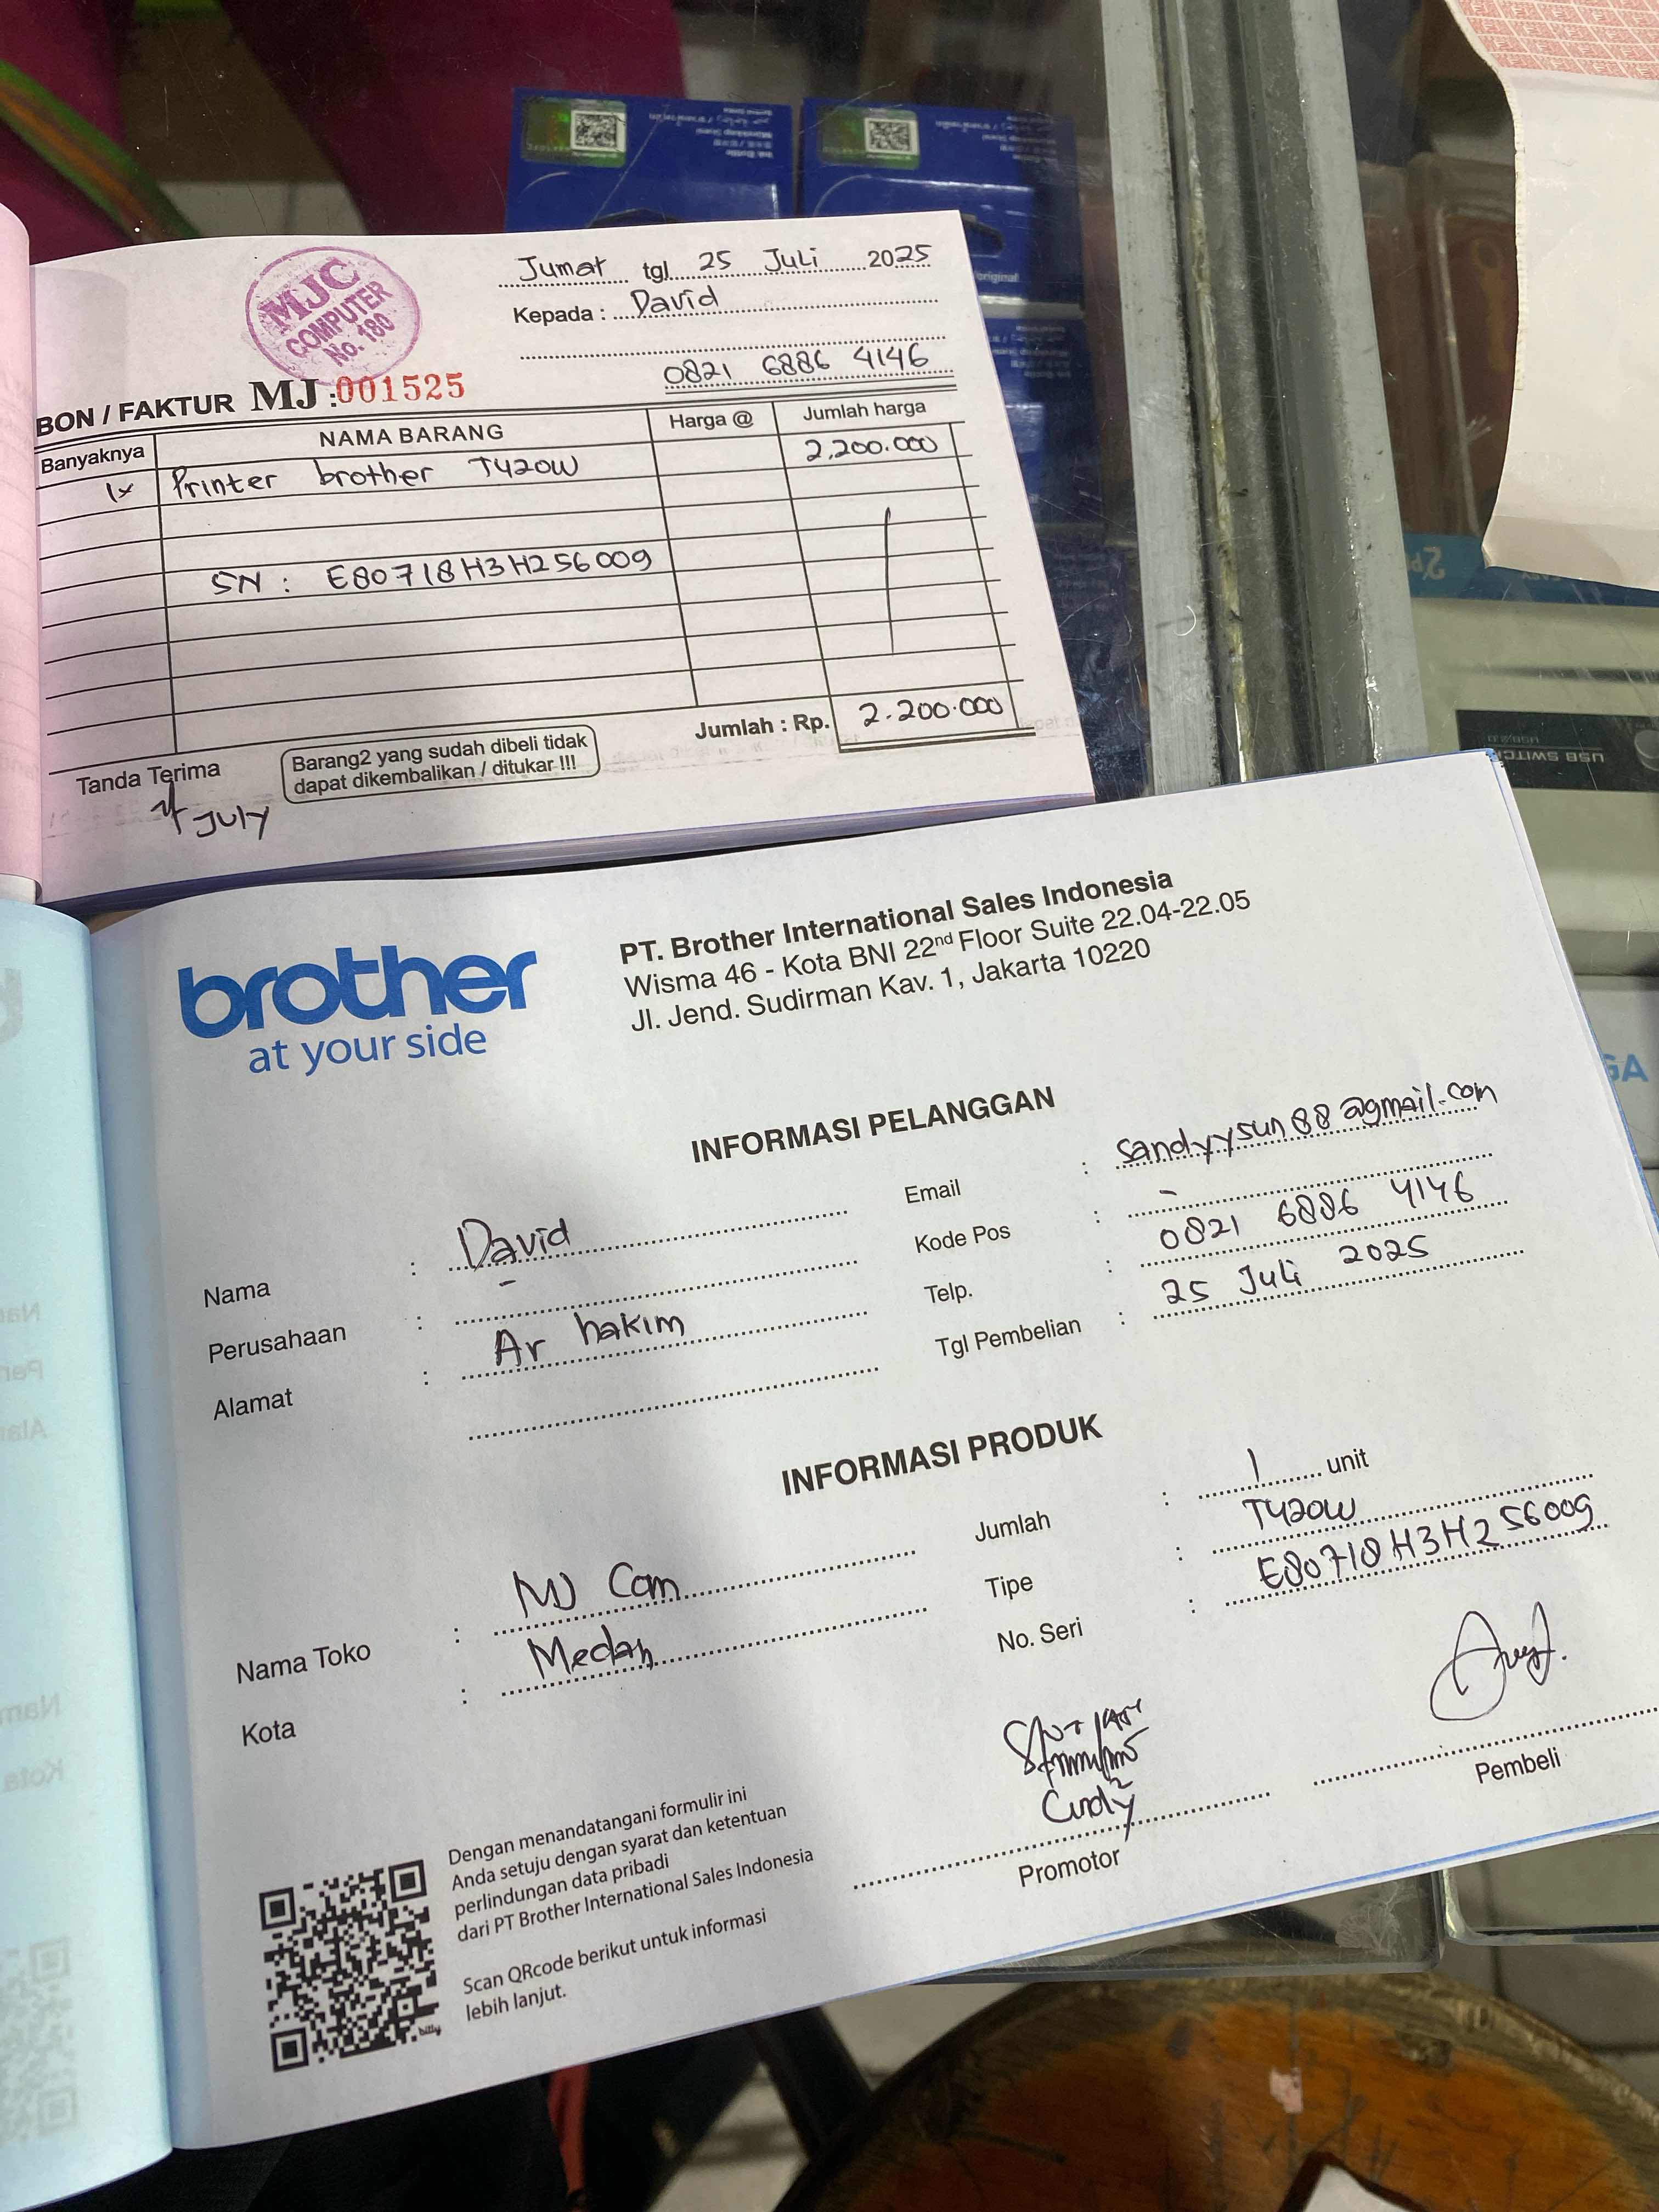 MJC
COMPUTER
No. 180
Jumat tgl. 25 Juli 2025
Kepada : David
0821 6886 4146
BON / FAKTUR MJ : 001525
Banyaknya NAMA BARANG Harga @ Jumlah harga
1x Printer brother T420W 2.200.000
SN : E80718H3H256009
Jumlah : Rp. 2.200.000
Tanda Terima
Barang2 yang sudah dibeli tidak
dapat dikembalikan / ditukar !!!
July
original
USB SWITCH
brother
at your side
PT. Brother International Sales Indonesia
Wisma 46 - Kota BNI 22nd Floor Suite 22.04-22.05
Jl. Jend. Sudirman Kav. 1, Jakarta 10220
INFORMASI PELANGGAN
Nama : David
Perusahaan : -
Alamat : Ar hakim
Email : sandyysun88@gmail.com
Kode Pos : -
Telp. : 0821 6886 4146
Tgl Pembelian : 25 Juli 2025
INFORMASI PRODUK
Nama Toko : MJ Com
Kota : Medan
Jumlah : 1 unit
Tipe : T420W
No. Seri : E80718H3H256009
Cindy
Promotor
Pembeli
Dengan menandatangani formulir ini
Anda setuju dengan syarat dan ketentuan
perlindungan data pribadi
dari PT Brother International Sales Indonesia
Scan QRcode berikut untuk informasi
lebih lanjut.